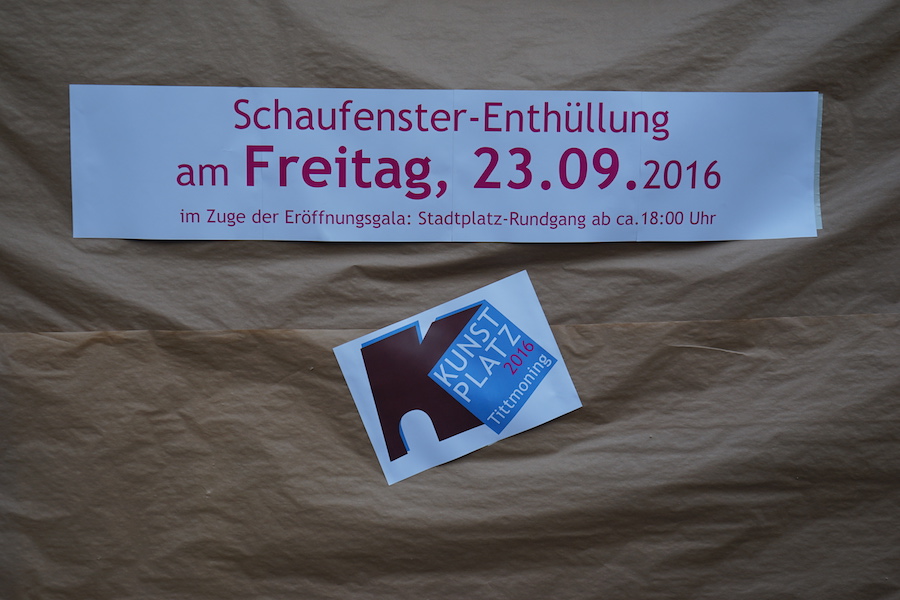 Schaufenster-Enthüllung
am Freitag, 23.09.2016
im Zuge der Eröffnungsgala: Stadtplatz-Rundgang ab ca.18:00 Uhr
KUNST
PLATZ
2016
Tittmoning